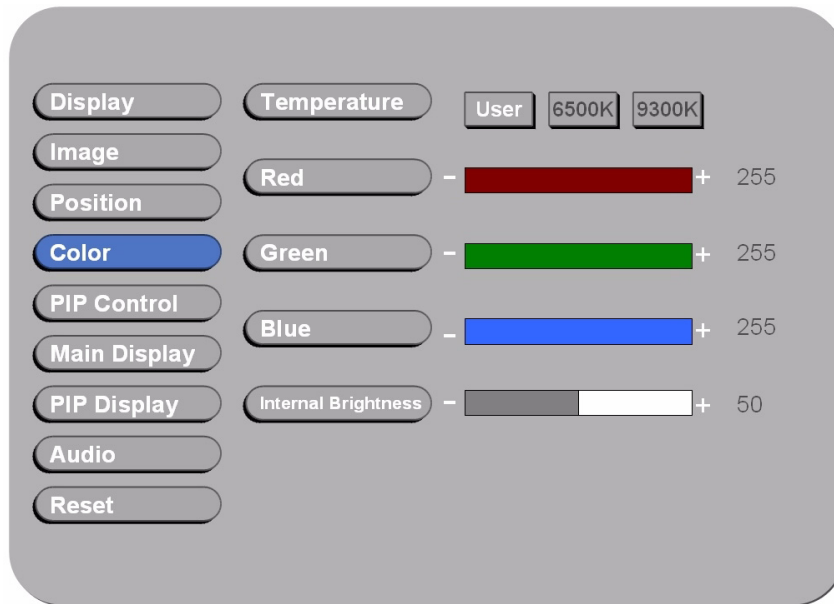 Display
Image
Position
Color
PIP Control
Main Display
PIP Display
Audio
Reset
Temperature User 6500K 9300K
Red - + 255
Green - + 255
Blue - + 255
Internal Brightness - + 50